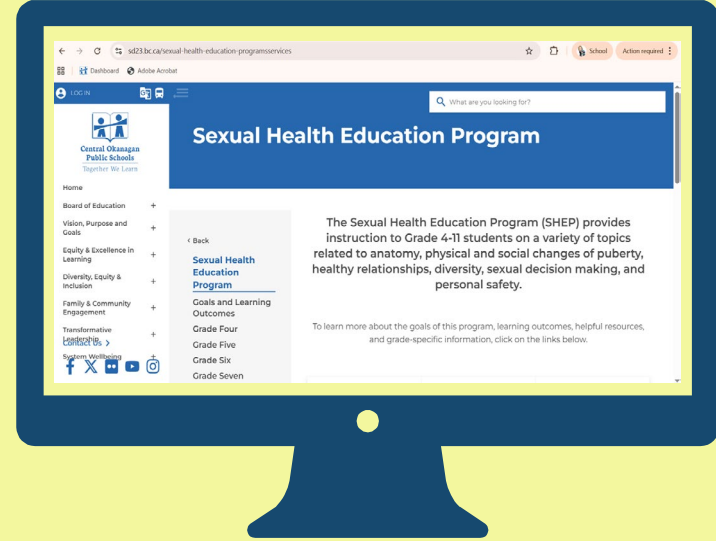 sd23.bc.ca/sexual-health-education-programsservices
School
Action required
Dashboard
Adobe Acrobat
LOG IN
What are you looking for?
Central Okanagan
Public Schools
Together We Learn
Sexual Health Education Program
Home
Board of Education +
Vision, Purpose and
Goals +
Equity & Excellence in
Learning +
Diversity, Equity &
Inclusion +
Family & Community
Engagement +
Transformative
Leadership +
Contact Us >
System Wellbeing +
< Back
Sexual Health
Education
Program
Goals and Learning
Outcomes
Grade Four
Grade Five
Grade Six
Grade Seven
The Sexual Health Education Program (SHEP) provides
instruction to Grade 4-11 students on a variety of topics
related to anatomy, physical and social changes of puberty,
healthy relationships, diversity, sexual decision making, and
personal safety.
To learn more about the goals of this program, learning outcomes, helpful resources,
and grade-specific information, click on the links below.